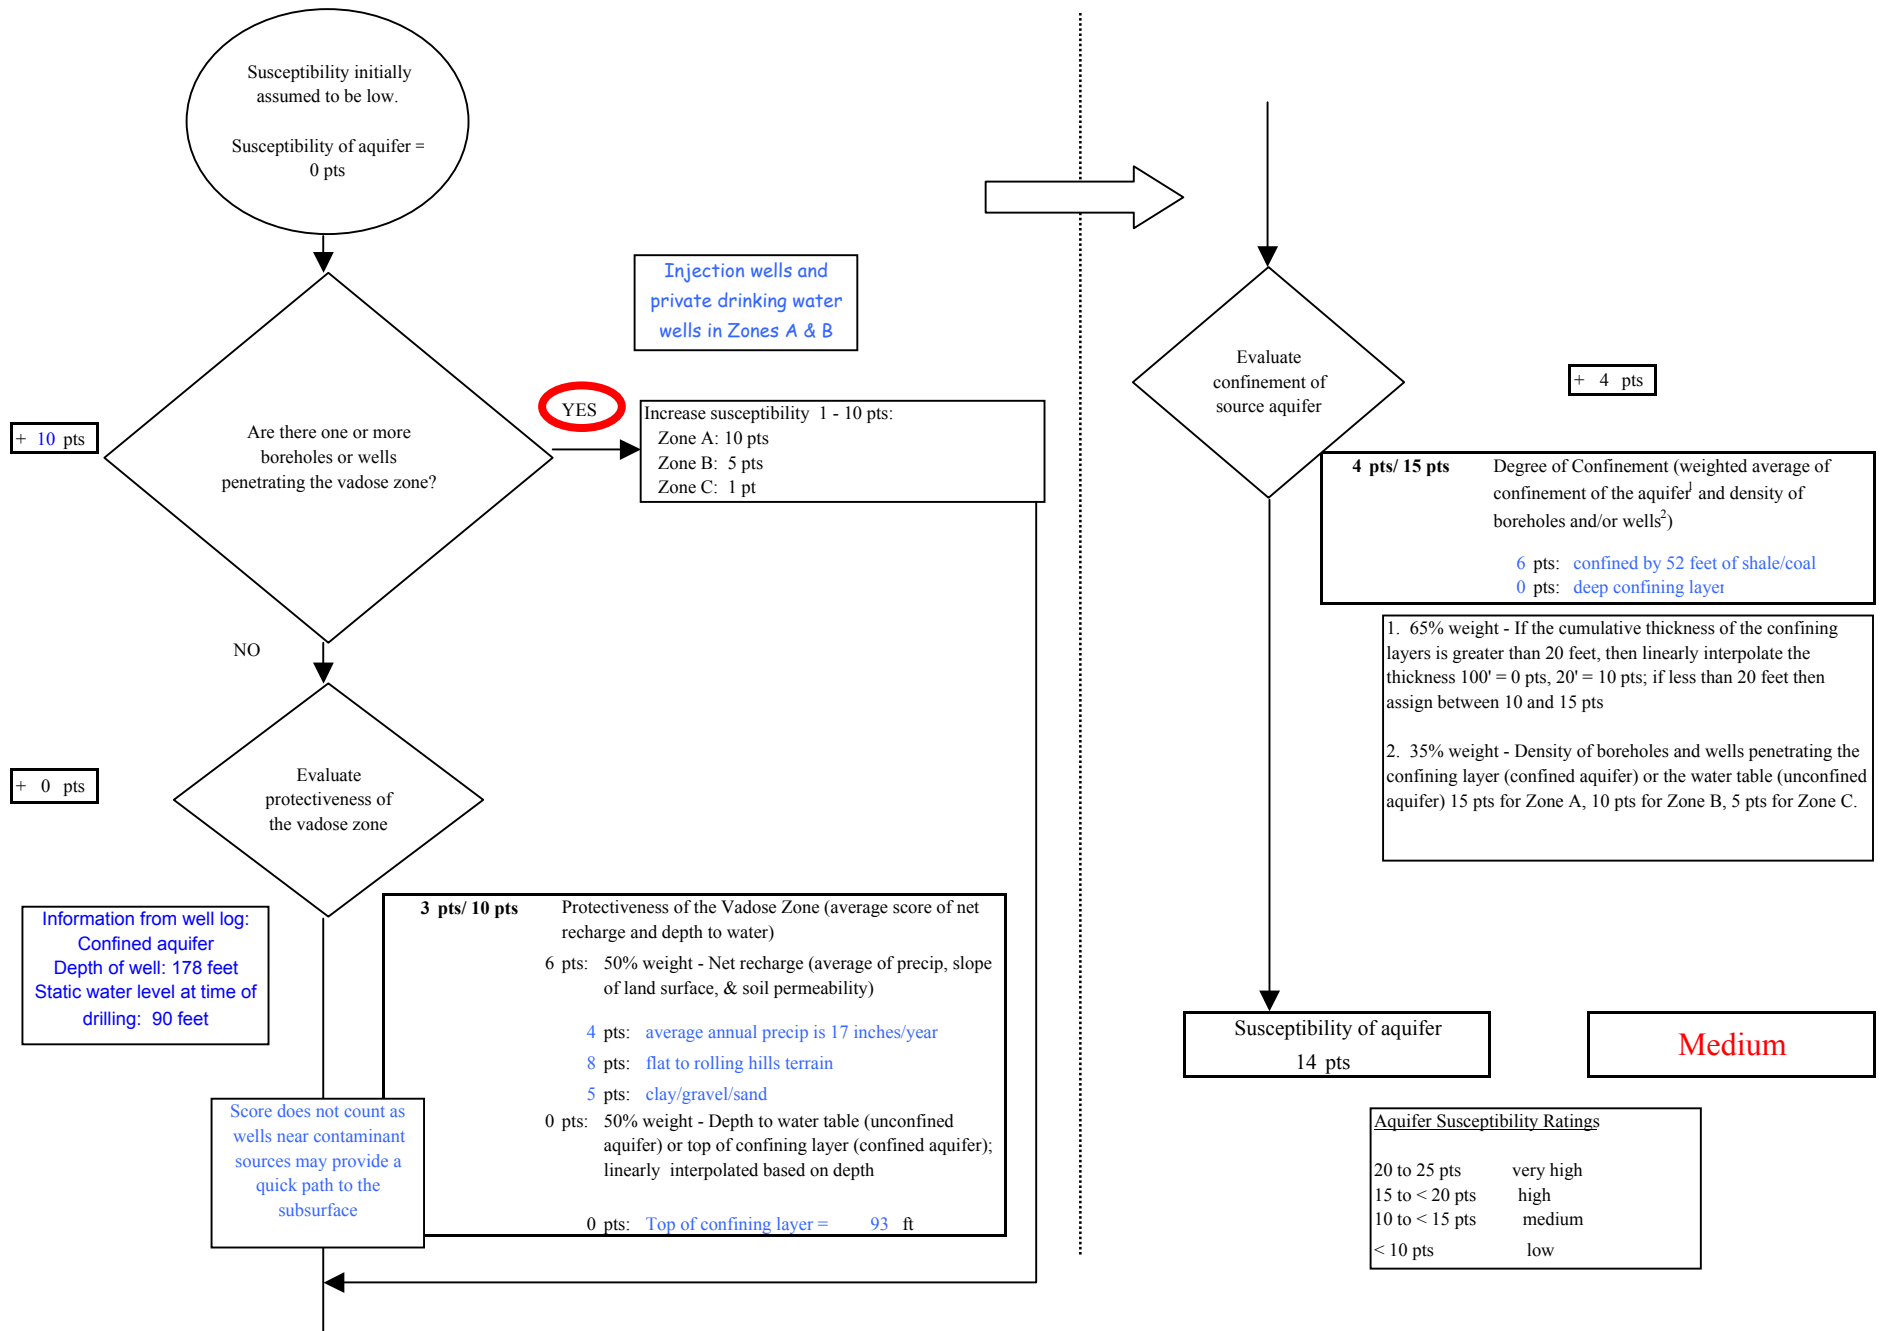 Susceptibility initially
assumed to be low.
Susceptibility of aquifer =
0 pts
Injection wells and
private drinking water
wells in Zones A & B
+ 10 pts
Are there one or more
boreholes or wells
penetrating the vadose zone?
YES
Increase susceptibility 1 - 10 pts:
Zone A: 10 pts
Zone B: 5 pts
Zone C: 1 pt
NO
+ 0 pts
Evaluate
protectiveness of
the vadose zone
Information from well log:
Confined aquifer
Depth of well: 178 feet
Static water level at time of
drilling: 90 feet
3 pts/ 10 pts Protectiveness of the Vadose Zone (average score of net
recharge and depth to water)
6 pts: 50% weight - Net recharge (average of precip, slope
of land surface, & soil permeability)
4 pts: average annual precip is 17 inches/year
8 pts: flat to rolling hills terrain
5 pts: clay/gravel/sand
0 pts: 50% weight - Depth to water table (unconfined
aquifer) or top of confining layer (confined aquifer);
linearly interpolated based on depth
0 pts: Top of confining layer = 93 ft
Score does not count as
wells near contaminant
sources may provide a
quick path to the
subsurface
Evaluate
confinement of
source aquifer
+ 4 pts
4 pts/ 15 pts Degree of Confinement (weighted average of
confinement of the aquifer1 and density of
boreholes and/or wells2)
6 pts: confined by 52 feet of shale/coal
0 pts: deep confining layer
1. 65% weight - If the cumulative thickness of the confining
layers is greater than 20 feet, then linearly interpolate the
thickness 100' = 0 pts, 20' = 10 pts; if less than 20 feet then
assign between 10 and 15 pts
2. 35% weight - Density of boreholes and wells penetrating the
confining layer (confined aquifer) or the water table (unconfined
aquifer) 15 pts for Zone A, 10 pts for Zone B, 5 pts for Zone C.
Susceptibility of aquifer
14 pts
Medium
Aquifer Susceptibility Ratings
20 to 25 pts very high
15 to < 20 pts high
10 to < 15 pts medium
< 10 pts low